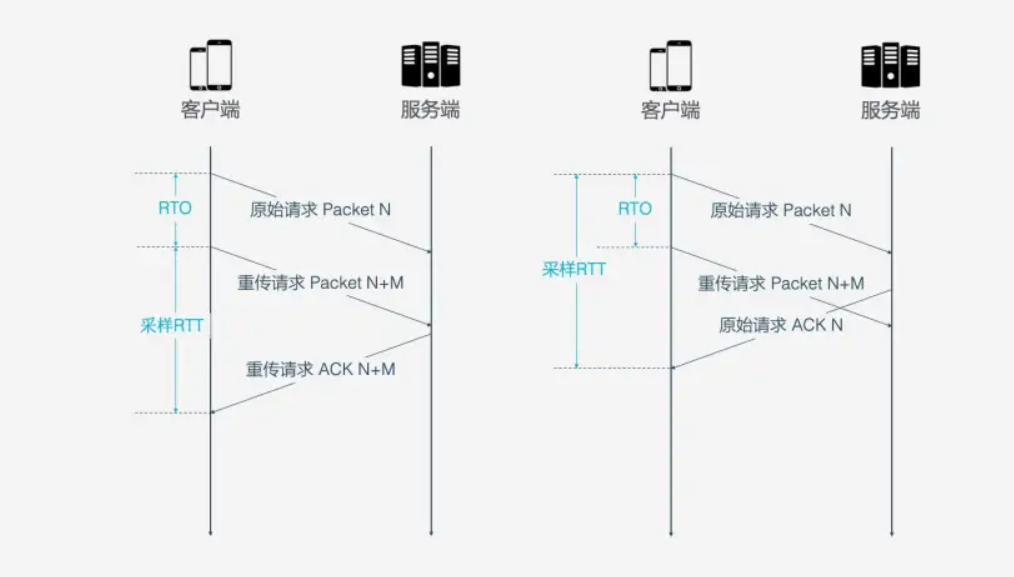 客户端
服务端
RTO
原始请求 Packet N
重传请求 Packet N+M
采样RTT
重传请求 ACK N+M
客户端
服务端
RTO
原始请求 Packet N
采样RTT
重传请求 Packet N+M
原始请求 ACK N